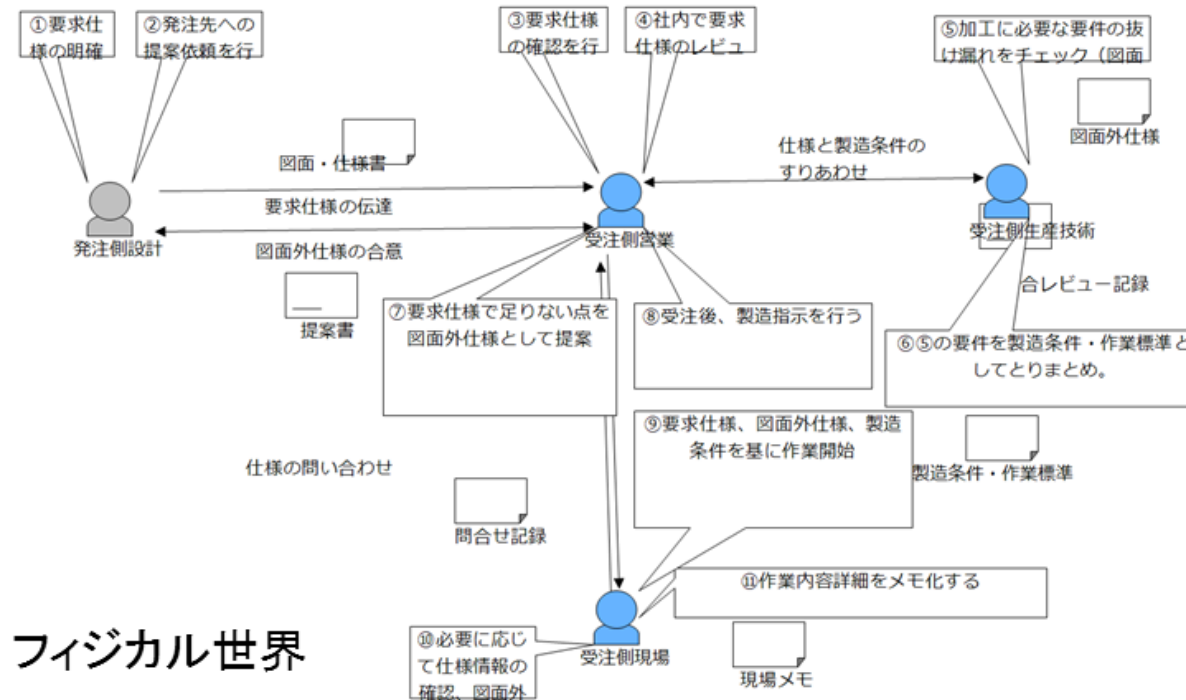 ①要求仕
様の明確
②発注先への
提案依頼を行
③要求仕様
の確認を行
④社内で要求
仕様のレビュ
⑤加工に必要な要件の抜
け漏れをチェック（図面
図面外仕様
図面・仕様書
仕様と製造条件の
すりあわせ
要求仕様の伝達
発注側設計
図面外仕様の合意
受注側営業
受注側生産技術
提案書
合レビュー記録
⑦要求仕様で足りない点を
図面外仕様として提案
⑧受注後、製造指示を行う
⑥⑤の要件を製造条件・作業標準と
してとりまとめ。
⑨要求仕様、図面外仕様、製造
条件を基に作業開始
仕様の問い合わせ
製造条件・作業標準
問合せ記録
⑪作業内容詳細をメモ化する
フィジカル世界
⑩必要に応じ
て仕様情報の
確認、図面外
受注側現場
現場メモ